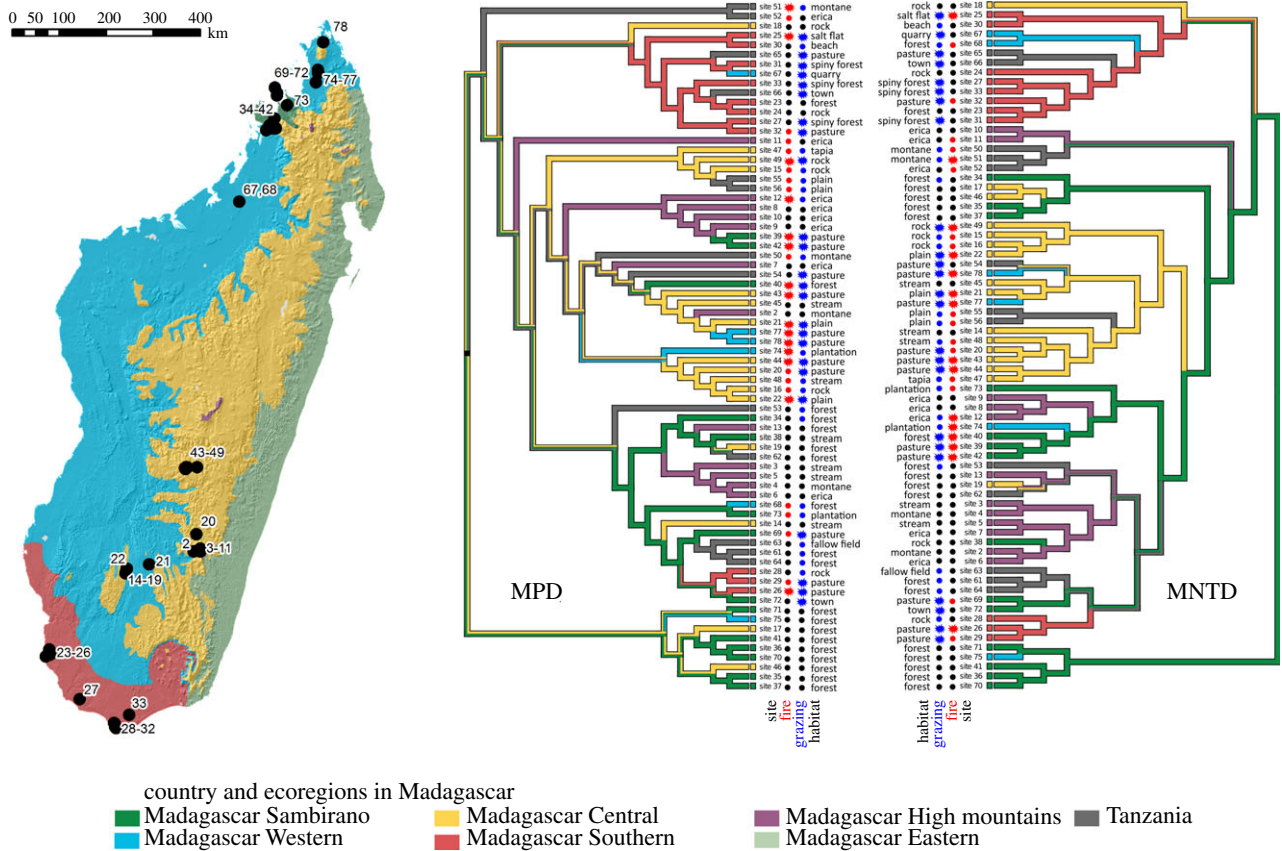 0 50 100 200 300 400
km
78
69-72
74-77
73
34-42
67,68
43-49
20
2
3-11
22
21
14-19
23-26
27
33
28-32
site 51 montane
site 52 erica
site 18 rock
site 25 salt flat
site 30 beach
site 65 pasture
site 31 spiny forest
site 67 quarry
site 33 spiny forest
site 66 town
site 23 forest
site 24 rock
site 27 spiny forest
site 32 pasture
site 11 erica
site 47 tapia
site 49 rock
site 15 rock
site 55 plain
site 56 plain
site 12 erica
site 8 erica
site 10 erica
site 9 erica
site 39 pasture
site 42 pasture
site 50 montane
site 7 erica
site 54 pasture
site 40 forest
site 43 pasture
site 45 stream
site 2 montane
site 21 plain
site 77 pasture
site 78 pasture
site 74 plantation
site 44 pasture
site 20 pasture
site 48 stream
site 16 rock
site 22 plain
site 53 forest
site 34 forest
site 13 forest
site 38 stream
site 19 forest
site 62 forest
site 3 stream
site 5 stream
site 4 montane
site 6 erica
site 68 forest
site 73 plantation
site 14 stream
site 69 pasture
site 63 fallow field
site 61 forest
site 64 forest
site 28 rock
site 29 pasture
site 26 pasture
site 72 town
site 71 forest
site 75 forest
site 17 forest
site 41 forest
site 36 forest
site 70 forest
site 46 forest
site 35 forest
site 37 forest
MPD
site
fire
grazing
habitat
rock site 18
salt flat site 25
beach site 30
quarry site 67
forest site 68
pasture site 65
town site 66
rock site 24
spiny forest site 27
spiny forest site 33
pasture site 32
forest site 23
spiny forest site 31
erica site 10
erica site 11
montane site 50
montane site 51
erica site 52
forest site 34
forest site 17
forest site 46
forest site 35
forest site 37
rock site 49
rock site 15
rock site 16
plain site 22
pasture site 54
pasture site 78
stream site 45
plain site 21
pasture site 77
plain site 55
plain site 56
stream site 14
stream site 48
pasture site 20
pasture site 43
pasture site 44
tapia site 47
plantation site 73
erica site 9
erica site 8
erica site 12
plantation site 74
forest site 40
pasture site 39
pasture site 42
forest site 53
forest site 13
forest site 19
forest site 62
stream site 3
montane site 4
stream site 5
erica site 7
rock site 38
montane site 2
erica site 6
fallow field site 63
forest site 61
forest site 64
pasture site 69
town site 72
rock site 28
pasture site 26
pasture site 29
forest site 71
forest site 75
forest site 41
forest site 36
forest site 70
MNTD
habitat
grazing
fire
site
country and ecoregions in Madagascar
Madagascar Sambirano Madagascar Central Madagascar High mountains Tanzania
Madagascar Western Madagascar Southern Madagascar Eastern